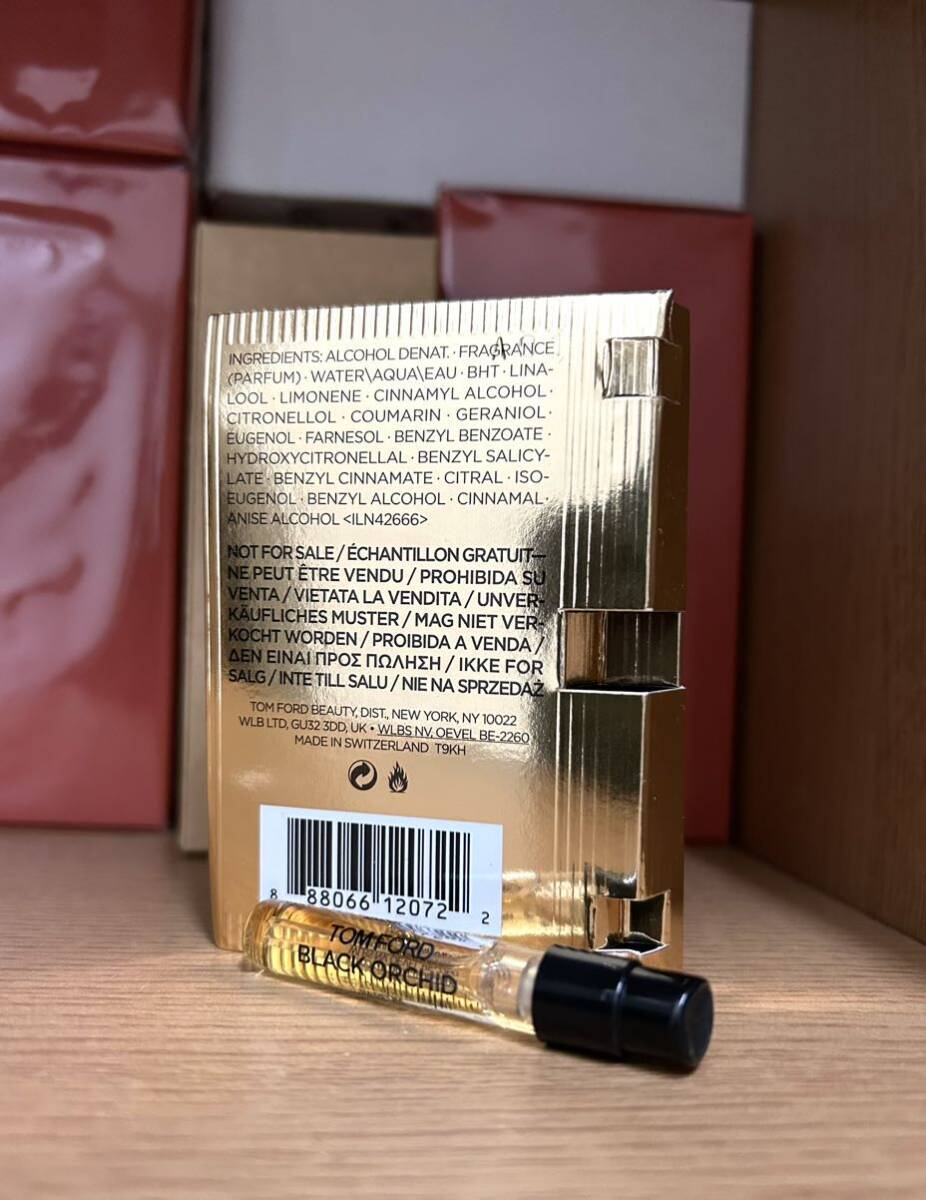 INGREDIENTS: ALCOHOL DENAT. · FRAGRANCE
(PARFUM) · WATER\AQUA\EAU · BHT · LINA-
LOOL · LIMONENE · CINNAMYL ALCOHOL ·
CITRONELLOL · COUMARIN · GERANIOL ·
EUGENOL · FARNESOL · BENZYL BENZOATE ·
HYDROXYCITRONELLAL · BENZYL SALICY-
LATE · BENZYL CINNAMATE · CITRAL · ISO-
EUGENOL · BENZYL ALCOHOL · CINNAMAL ·
ANISE ALCOHOL <ILN42666>
NOT FOR SALE / ÉCHANTILLON GRATUIT—
NE PEUT ÊTRE VENDU / PROHIBIDA SU
VENTA / VIETATA LA VENDITA / UNVER-
KÄUFLICHES MUSTER / MAG NIET VER-
KOCHT WORDEN / PROIBIDA A VENDA /
ΔΕΝ ΕΙΝΑΙ ΠΡΟΣ ΠΩΛΗΣΗ / IKKE FOR
SALG / INTE TILL SALU / NIE NA SPRZEDAŻ
TOM FORD BEAUTY, DIST., NEW YORK, NY 10022
WLB LTD, GU32 3DD, UK • WLBS NV, OEVEL BE-2260
MADE IN SWITZERLAND T9KH
8 88066 12072 2
TOM FORD
BLACK ORCHID